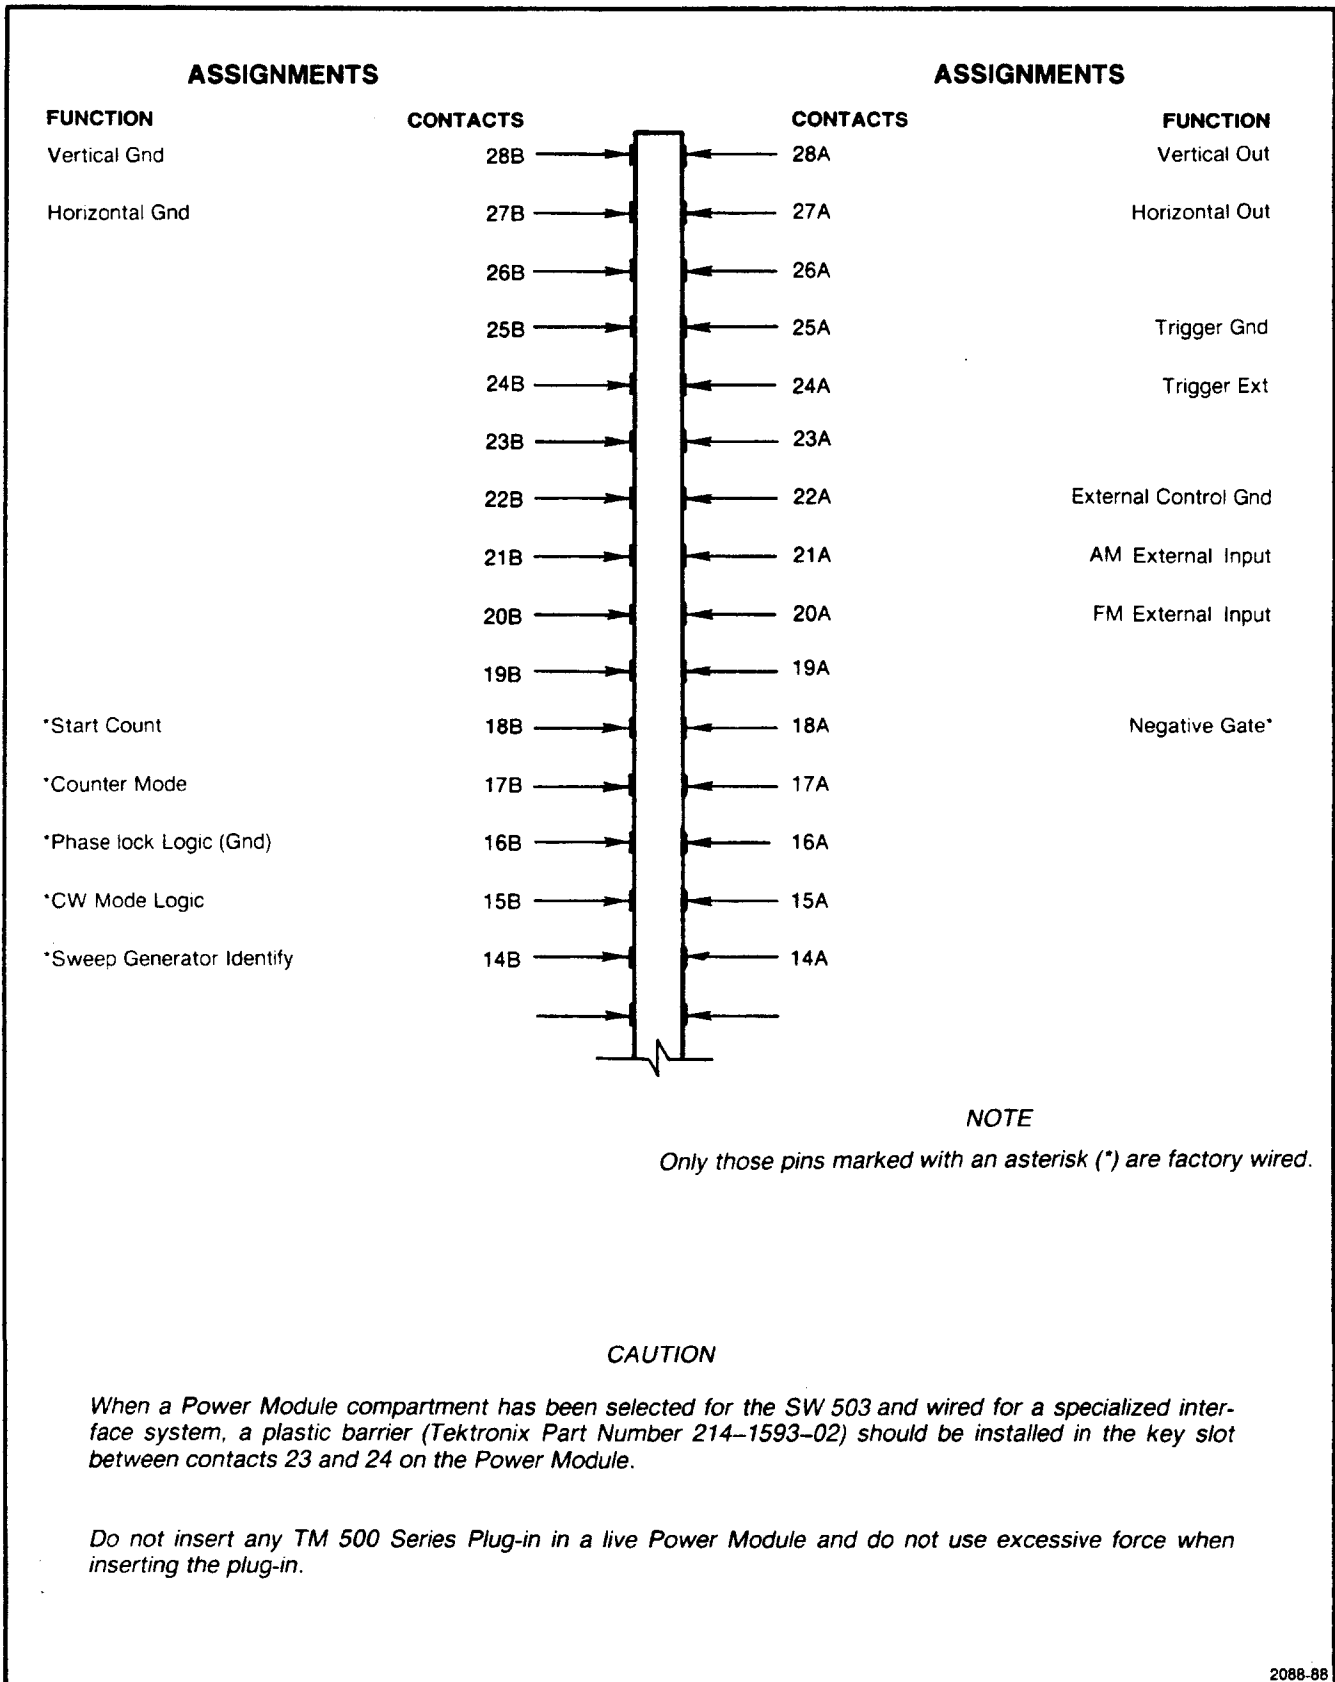 ASSIGNMENTS ASSIGNMENTS
FUNCTION CONTACTS CONTACTS FUNCTION
Vertical Gnd 28B 28A Vertical Out
Horizontal Gnd 27B 27A Horizontal Out
26B 26A
25B 25A Trigger Gnd
24B 24A Trigger Ext
23B 23A
22B 22A External Control Gnd
21B 21A AM External Input
20B 20A FM External Input
19B 19A
*Start Count 18B 18A Negative Gate*
*Counter Mode 17B 17A
*Phase lock Logic (Gnd) 16B 16A
*CW Mode Logic 15B 15A
*Sweep Generator Identify 14B 14A
NOTE
Only those pins marked with an asterisk (*) are factory wired.
CAUTION
When a Power Module compartment has been selected for the SW 503 and wired for a specialized inter-
face system, a plastic barrier (Tektronix Part Number 214–1593–02) should be installed in the key slot
between contacts 23 and 24 on the Power Module.
Do not insert any TM 500 Series Plug-in in a live Power Module and do not use excessive force when
inserting the plug-in.
2088-88